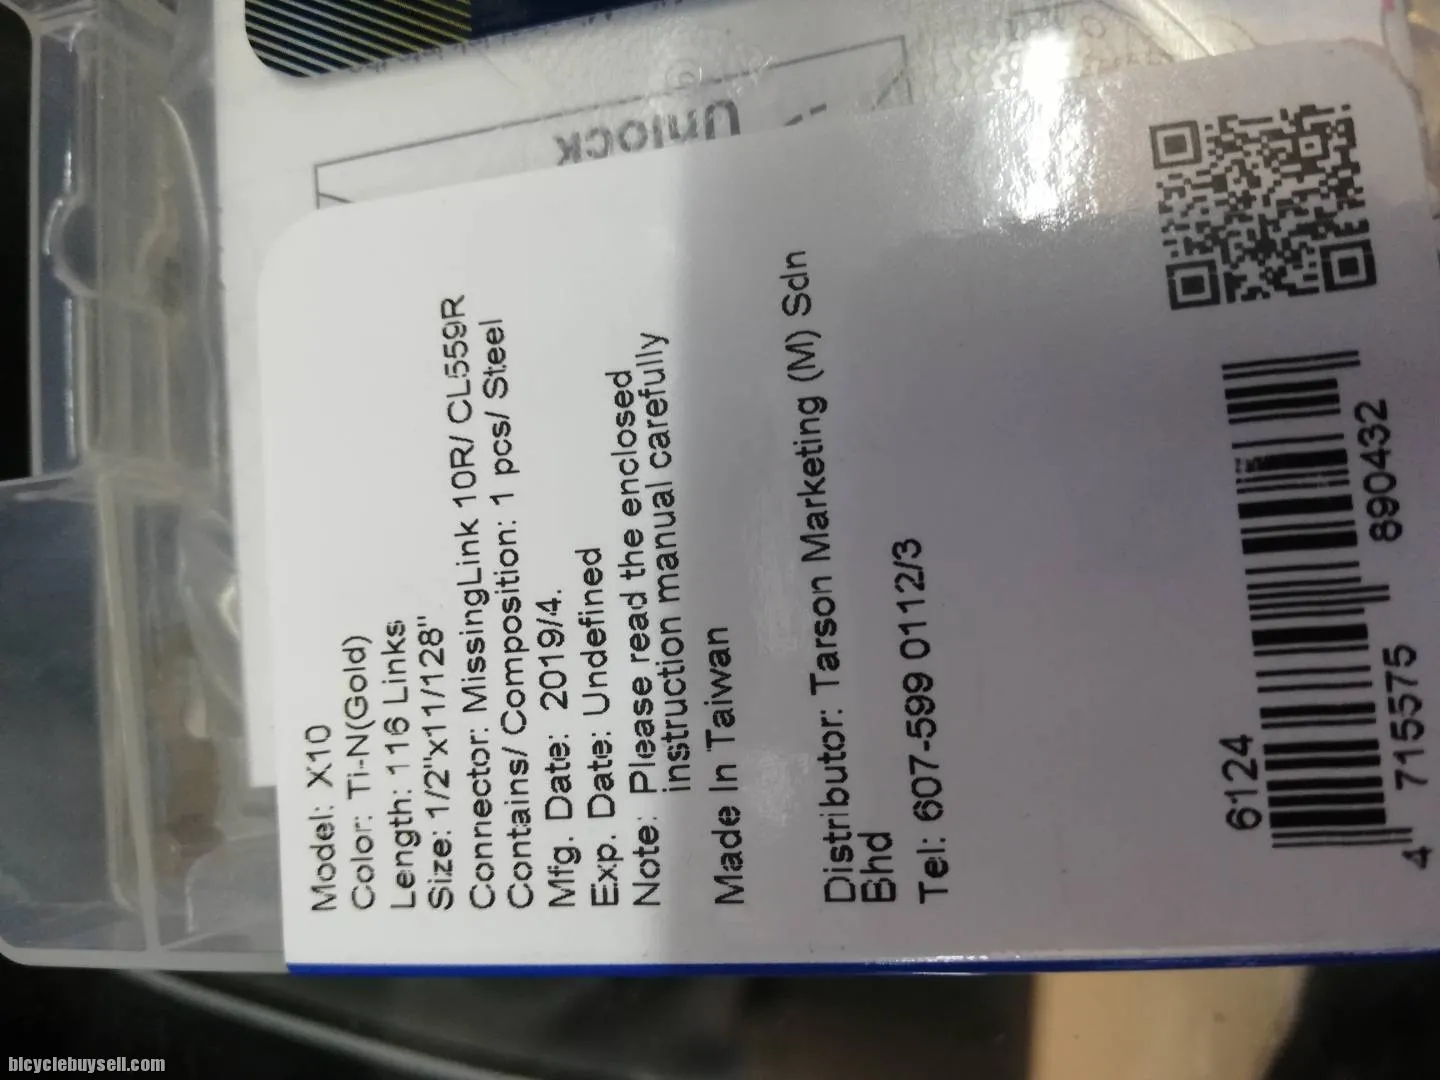 Unlock
Model: X10
Color: Ti-N(Gold)
Length: 116 Links
Size: 1/2"x11/128"
Connector: MissingLink 10R/ CL559R
Contains/ Composition: 1 pcs/ Steel
Mfg. Date: 2019/4.
Exp. Date: Undefined
Note: Please read the enclosed
instruction manual carefully
Made In Taiwan
Distributor: Tarson Marketing (M) Sdn
Bhd
Tel: 607-599 0112/3
6124
4 715575 890432
bicyclebuysell.com